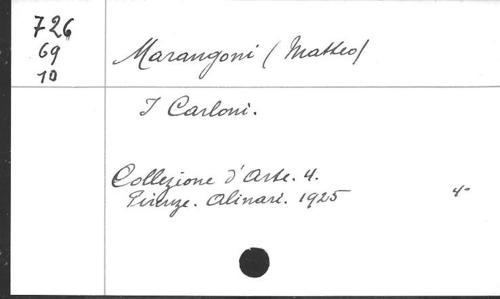 726
69
10
Marangoni (Matteo)
I Carloni.
Collezione d'Arte. 4.
Firenze. Alinari. 1925
4°